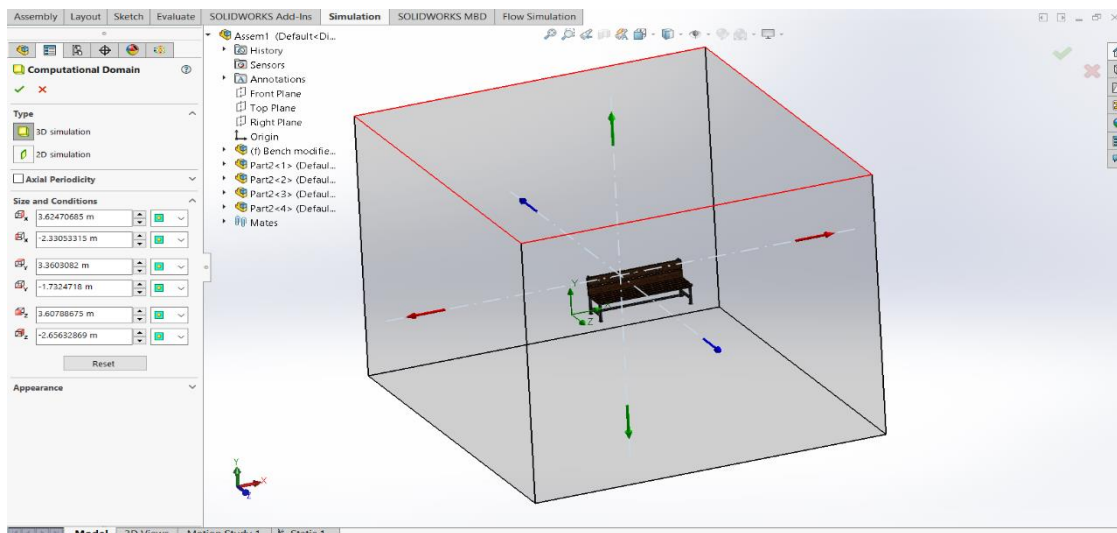 Assembly Layout Sketch Evaluate SOLIDWORKS Add-Ins Simulation SOLIDWORKS MBD Flow Simulation
Computational Domain
Type
3D simulation
2D simulation
Axial Periodicity
Size and Conditions
3.62470685 m
-2.33053315 m
3.3603082 m
-1.7324718 m
3.60788675 m
-2.65632869 m
Reset
Appearance
Assem1 (Default<Di...
History
Sensors
Annotations
Front Plane
Top Plane
Right Plane
Origin
(f) Bench modifie...
Part2<1> (Defaul...
Part2<2> (Defaul...
Part2<3> (Defaul...
Part2<4> (Defaul...
Mates
Y
Z
Y
X
Z
Model 3D Views Motion Study 1 Static 1